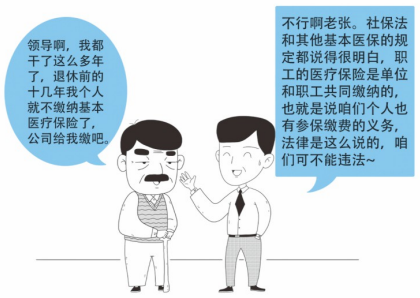 领导啊，我都
干了这么多年
了，退休前的
十几年我个人
就不缴纳基本
医疗保险了，
公司给我缴吧。
不行啊老张。社保法
和其他基本医保的规
定都说得很明白，职
工的医疗保险是单位
和职工共同缴纳的，
也就是说咱们个人也
有参保缴费的义务，
法律是这么说的，咱
们可不能违法~